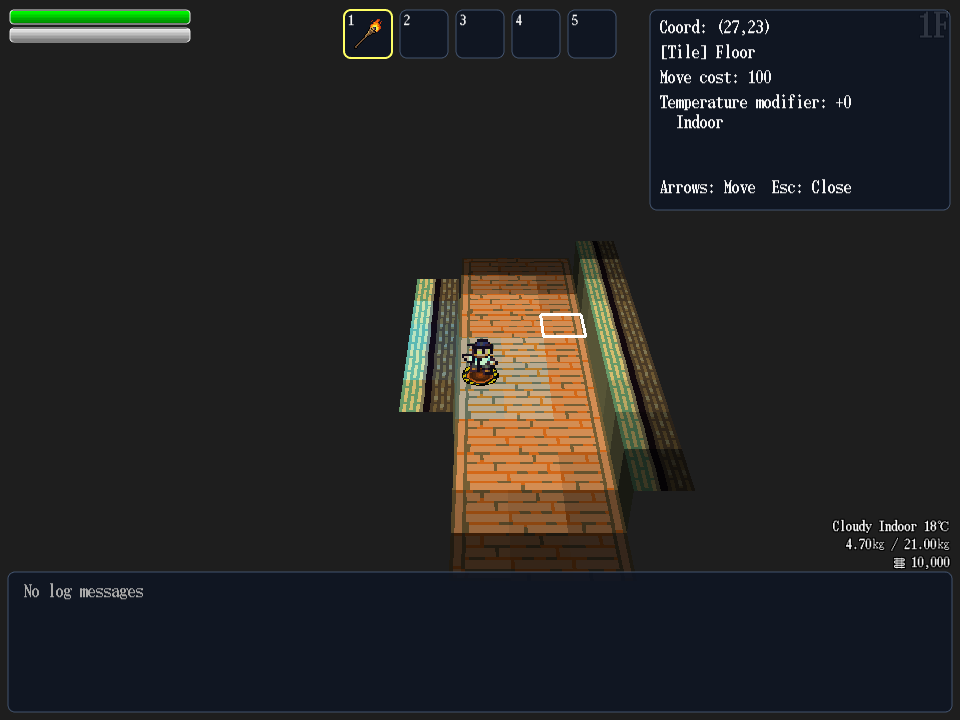 1
2
3
4
5
1F
Coord: (27,23)
[Tile] Floor
Move cost: 100
Temperature modifier: +0
Indoor
Arrows: Move  Esc: Close
Cloudy Indoor 18℃
4.70kg / 21.00kg
10,000
No log messages